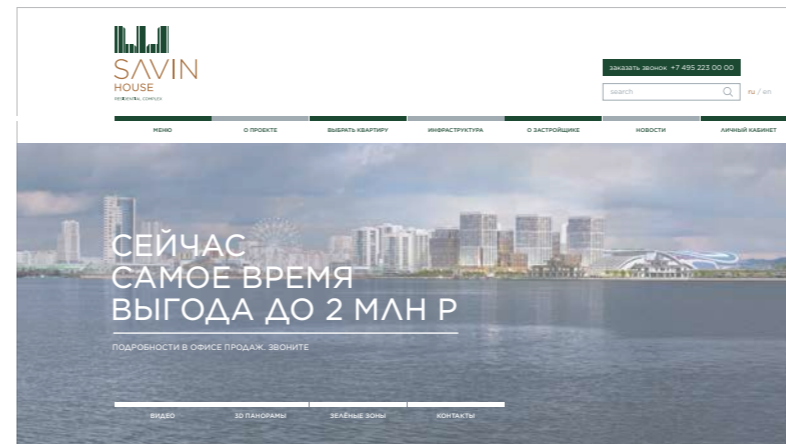 SAVIN
HOUSE
RESIDENTIAL COMPLEX
заказать звонок +7 495 223 00 00
search
ru / en
МЕНЮ О ПРОЕКТЕ ВЫБРАТЬ КВАРТИРУ ИНФРАСТРУКТУРА О ЗАСТРОЙЩИКЕ НОВОСТИ ЛИЧНЫЙ КАБИНЕТ
СЕЙЧАС
САМОЕ ВРЕМЯ
ВЫГОДА ДО 2 МЛН Р
ПОДРОБНОСТИ В ОФИСЕ ПРОДАЖ. ЗВОНИТЕ
ВИДЕО 3D ПАНОРАМЫ ЗЕЛЁНЫЕ ЗОНЫ КОНТАКТЫ